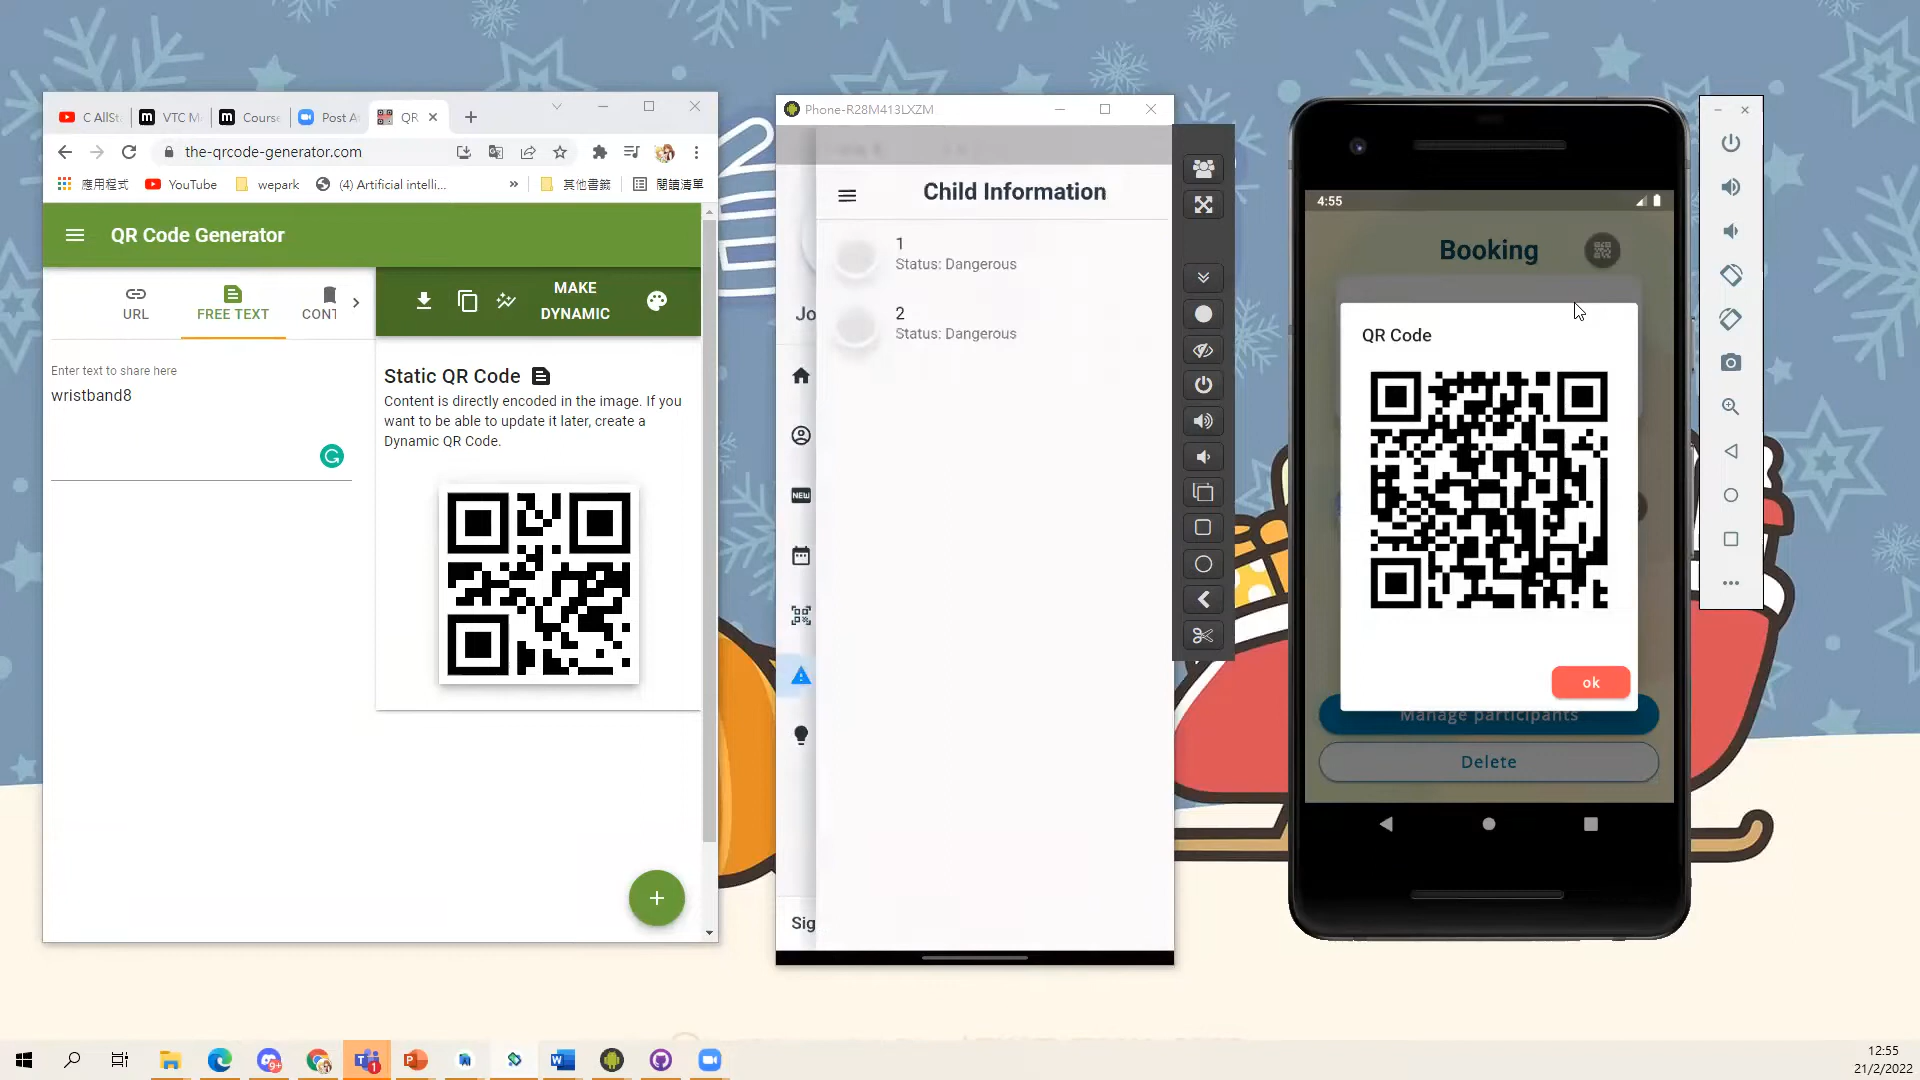 C AllSt
VTC M
Course
Post A
QR
the-qrcode-generator.com
應用程式
YouTube
wepark
(4) Artificial intelli...
»
其他書籤
閱讀清單
QR Code Generator
URL
FREE TEXT
CONT
MAKE
DYNAMIC
Enter text to share here
wristband8
Static QR Code
Content is directly encoded in the image. If you
want to be able to update it later, create a
Dynamic QR Code.
Phone-R28M413LXZM
Child Information
1
Status: Dangerous
2
Status: Dangerous
Jo
NEW
Sig
4:55
Booking
QR Code
ok
Manage participants
Delete
12:55
21/2/2022